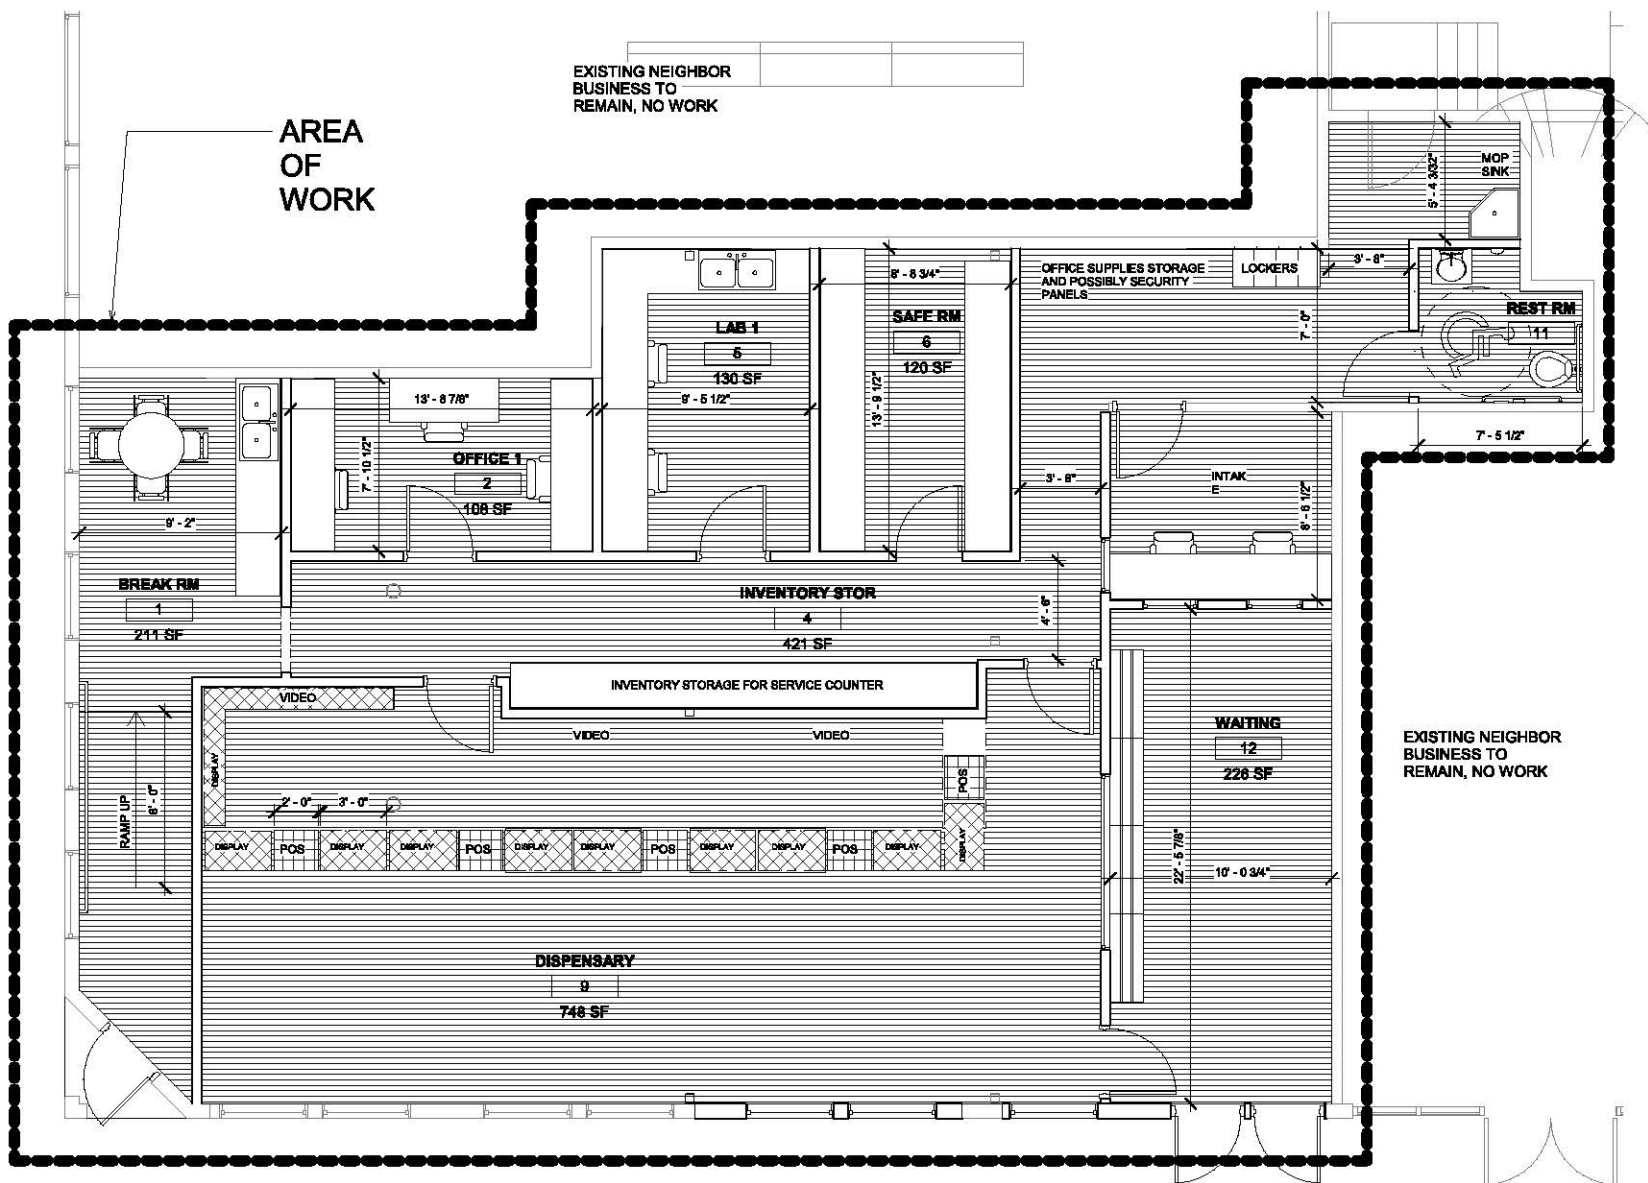 EXISTING NEIGHBOR
BUSINESS TO
REMAIN, NO WORK
AREA
OF
WORK
MOP
SINK
5' - 4 3/32"
3' - 8"
OFFICE SUPPLIES STORAGE
AND POSSIBLY SECURITY
PANELS
LOCKERS
8' - 8 3/4"
REST RM
11
7' - 0"
LAB 1
5
130 SF
SAFE RM
6
120 SF
13' - 8 7/8"
9' - 5 1/2"
13' - 9 1/2"
7' - 10 1/2"
OFFICE 1
2
108 SF
7' - 5 1/2"
3' - 8"
INTAK
E
8' - 6 1/2"
9' - 2"
BREAK RM
1
211 SF
INVENTORY STOR
4
421 SF
4' - 6"
INVENTORY STORAGE FOR SERVICE COUNTER
VIDEO
VIDEO
VIDEO
WAITING
12
226 SF
EXISTING NEIGHBOR
BUSINESS TO
REMAIN, NO WORK
DISPLAY
POS
RAMP UP
8' - 0"
2' - 0"
3' - 0"
DISPLAY
POS
DISPLAY
DISPLAY
POS
DISPLAY
DISPLAY
POS
DISPLAY
DISPLAY
POS
DISPLAY
DISPLAY
22' - 5 7/8"
10' - 0 3/4"
DISPENSARY
9
748 SF